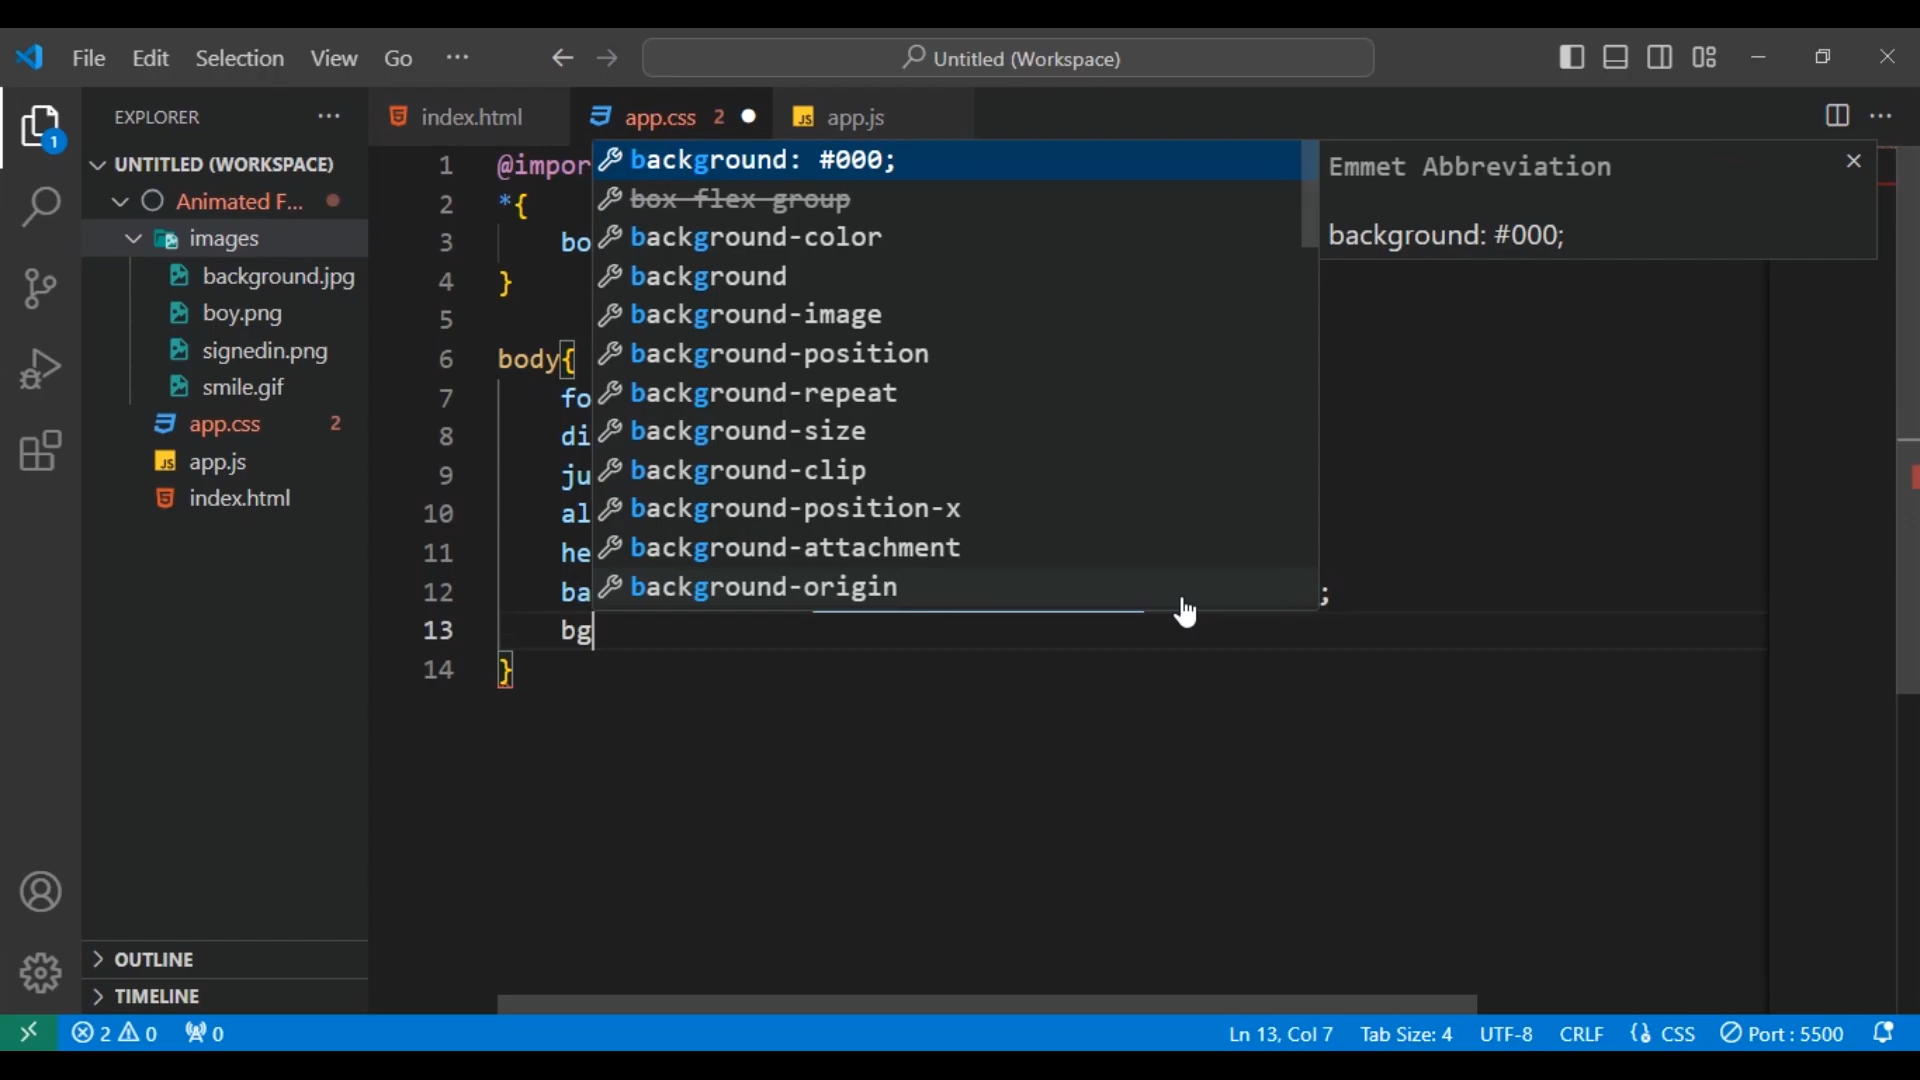 File Edit Selection View Go ··· Untitled (Workspace)
EXPLORER ···
index.html
app.css 2
JS app.js
UNTITLED (WORKSPACE)
Animated F...
images
background.jpg
boy.png
signedin.png
smile.gif
app.css 2
JS app.js
index.html
OUTLINE
TIMELINE
1 @impor
2 *{
3 bo
4 }
5
6 body{
7 fo
8 di
9 ju
10 al
11 he
12 ba ;
13 bg
14 }
background: #000;
box-flex-group
background-color
background
background-image
background-position
background-repeat
background-size
background-clip
background-position-x
background-attachment
background-origin
Emmet Abbreviation
background: #000;
1
2 0 0
Ln 13, Col 7 Tab Size: 4 UTF-8 CRLF CSS Port : 5500